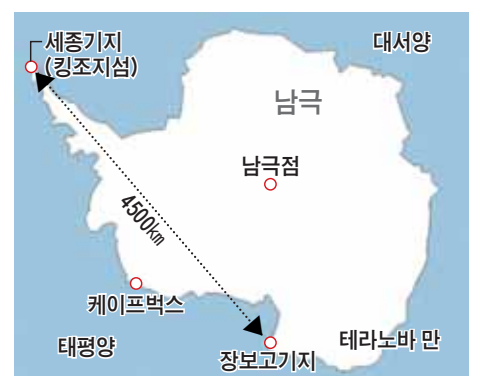 세종기지
(킹조지섬)
대서양
남극
남극점
4500㎞
케이프벅스
태평양
장보고기지
테라노바 만